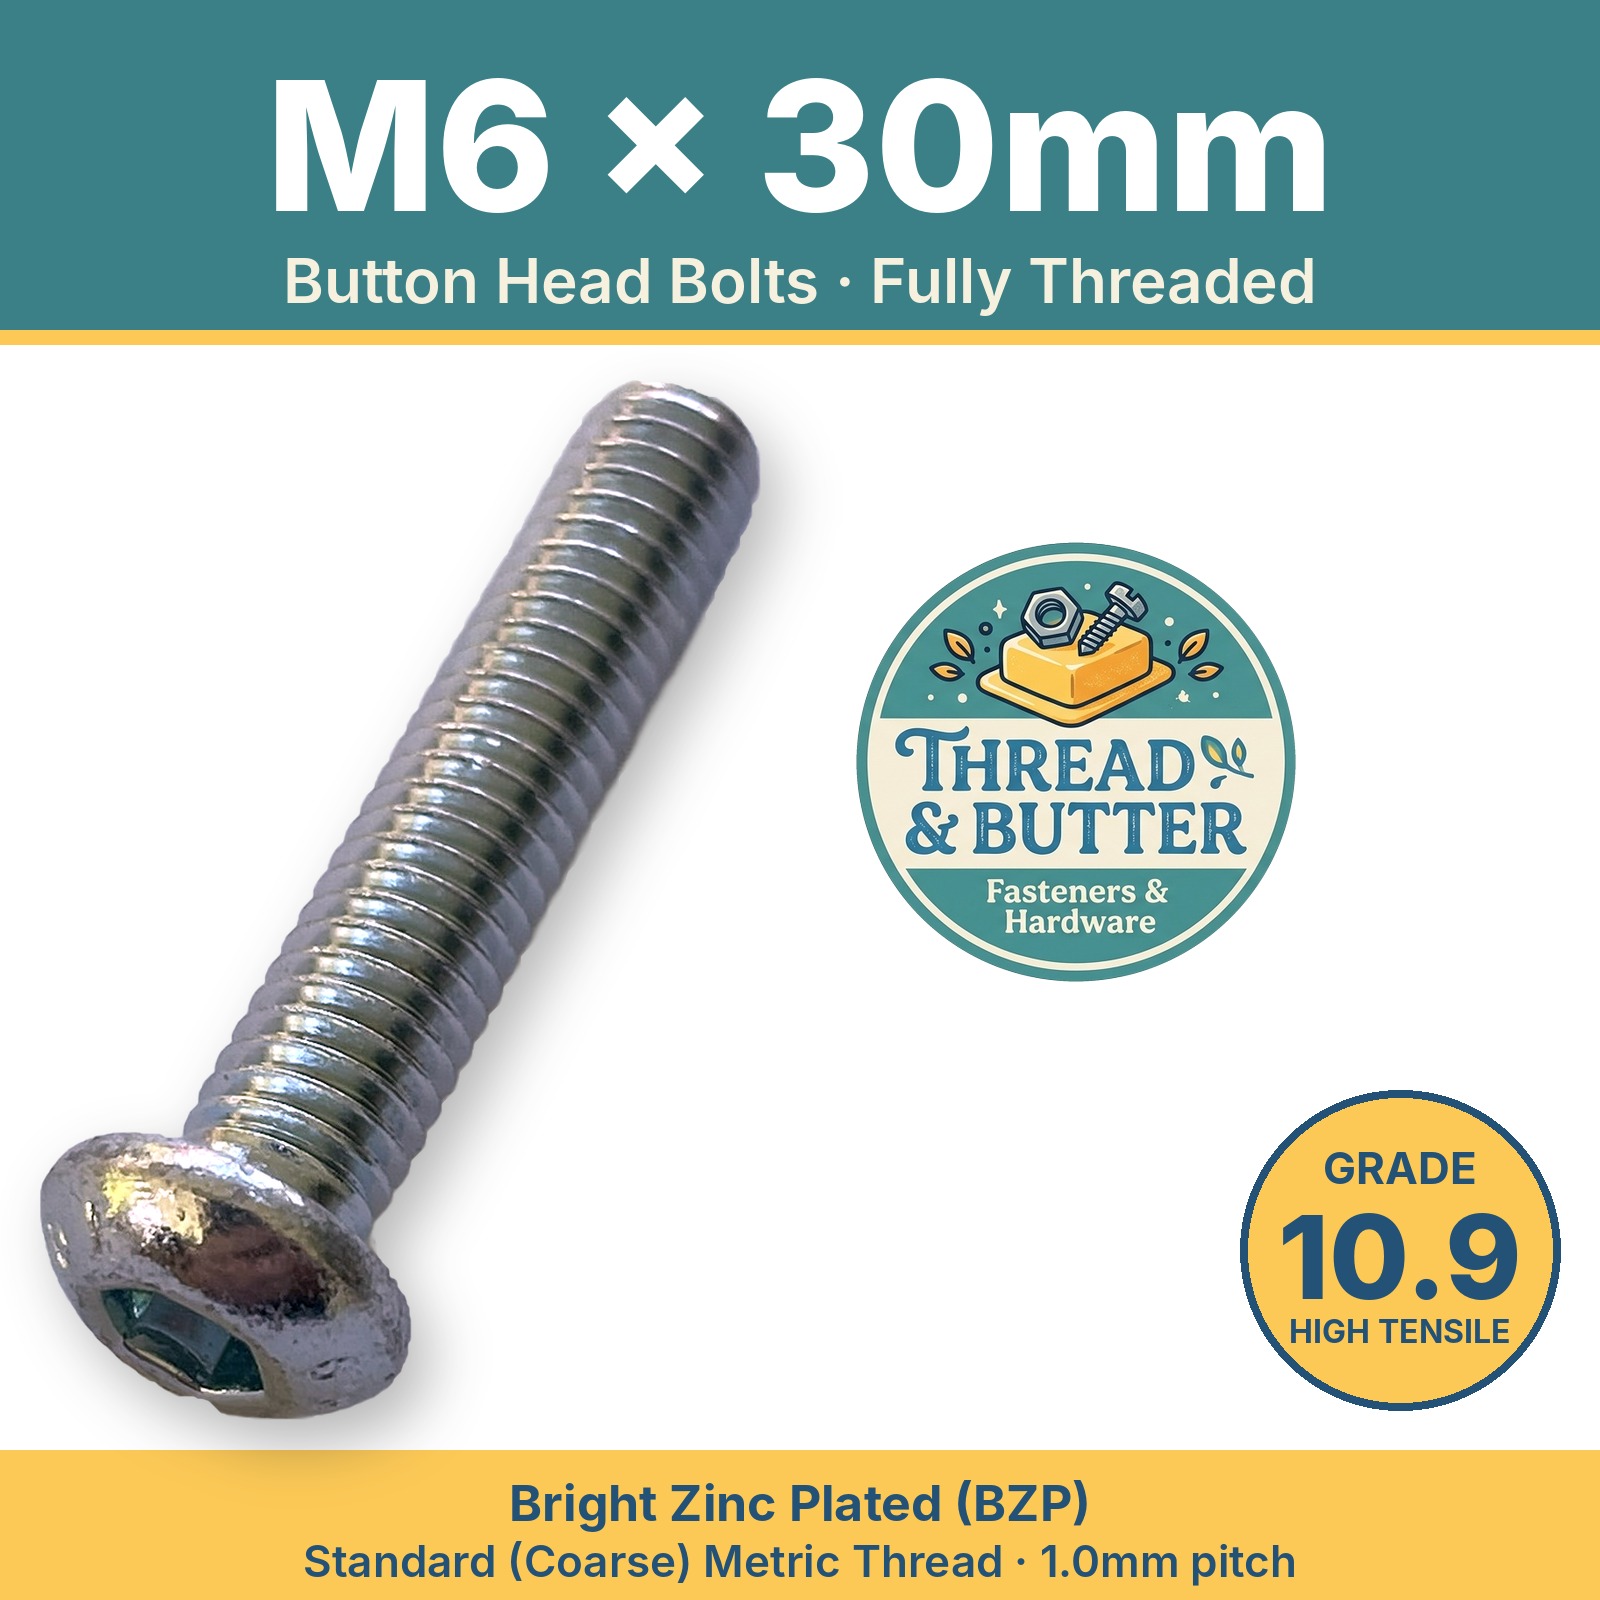 M6 × 30mm
Button Head Bolts · Fully Threaded
THREAD
& BUTTER
Fasteners &
Hardware
GRADE
10.9
HIGH TENSILE
Bright Zinc Plated (BZP)
Standard (Coarse) Metric Thread · 1.0mm pitch